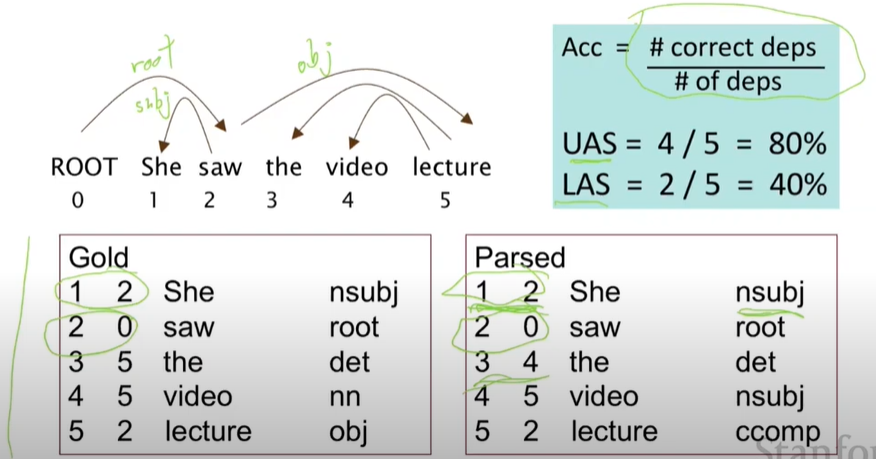 root
obj
subj
ROOT She saw the video lecture
0 1 2 3 4 5
Acc = # correct deps
# of deps
UAS = 4 / 5 = 80%
LAS = 2 / 5 = 40%
Gold
1 2 She nsubj
2 0 saw root
3 5 the det
4 5 video nn
5 2 lecture obj
Parsed
1 2 She nsubj
2 0 saw root
3 4 the det
4 5 video nsubj
5 2 lecture ccomp
Stanfor